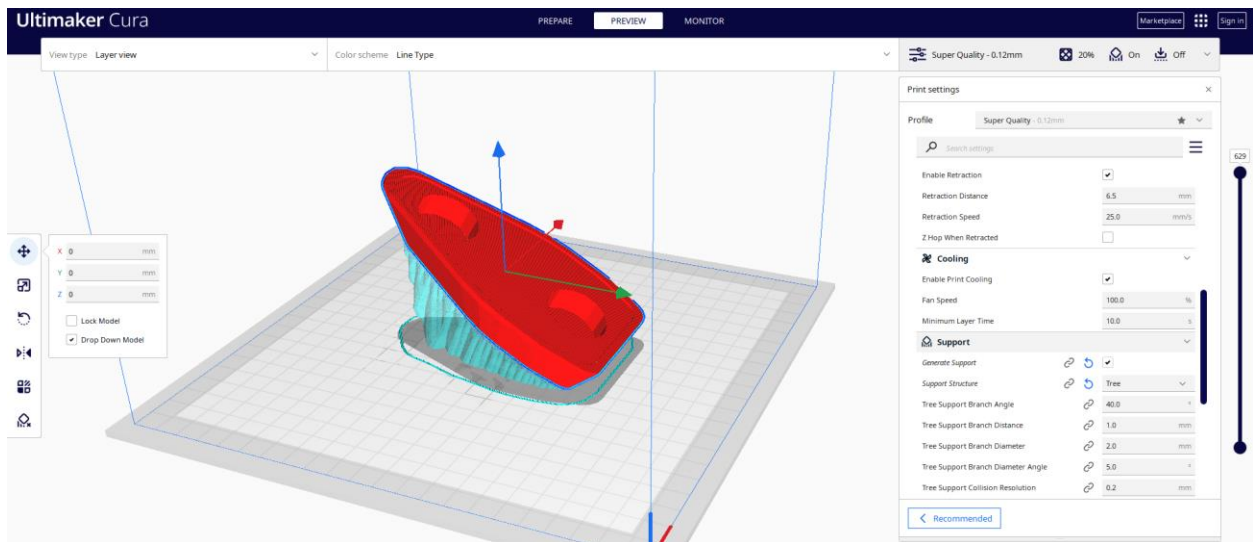 Ultimaker Cura
PREPARE PREVIEW MONITOR
Marketplace Sign in
View type Layer view
Color scheme Line Type
Super Quality - 0.12mm 20% On Off
Print settings
Profile Super Quality - 0.12mm
Search settings
Enable Retraction
Retraction Distance 6.5 mm
Retraction Speed 25.0 mm/s
Z Hop When Retracted
Cooling
Enable Print Cooling
Fan Speed 100.0 %
Minimum Layer Time 10.0 s
Support
Generate Support
Support Structure Tree
Tree Support Branch Angle 40.0 °
Tree Support Branch Distance 1.0 mm
Tree Support Branch Diameter 2.0 mm
Tree Support Branch Diameter Angle 5.0 °
Tree Support Collision Resolution 0.2 mm
Recommended
629
X 0 mm
Y 0 mm
Z 0 mm
Lock Model
Drop Down Model